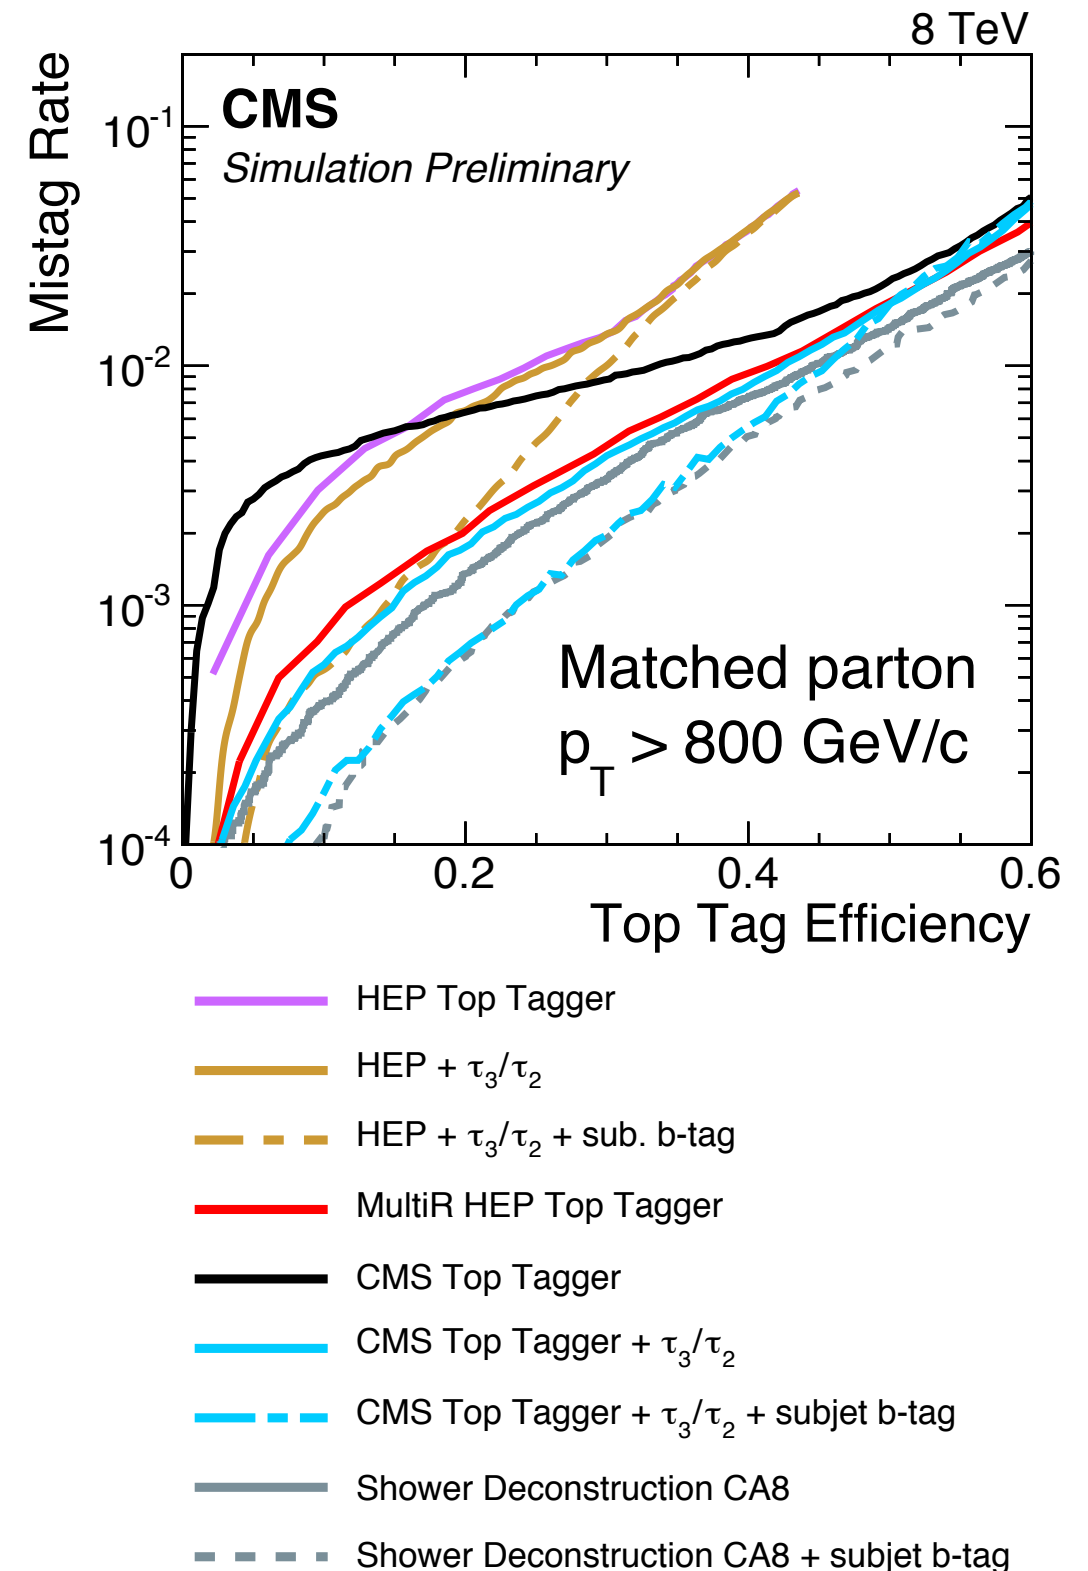 8 TeV
Mistag Rate
CMS
Simulation Preliminary
10⁻¹
10⁻²
10⁻³
10⁻⁴
Matched parton
p_T > 800 GeV/c
0 0.2 0.4 0.6
Top Tag Efficiency
HEP Top Tagger
HEP + τ₃/τ₂
HEP + τ₃/τ₂ + sub. b-tag
MultiR HEP Top Tagger
CMS Top Tagger
CMS Top Tagger + τ₃/τ₂
CMS Top Tagger + τ₃/τ₂ + subjet b-tag
Shower Deconstruction CA8
Shower Deconstruction CA8 + subjet b-tag